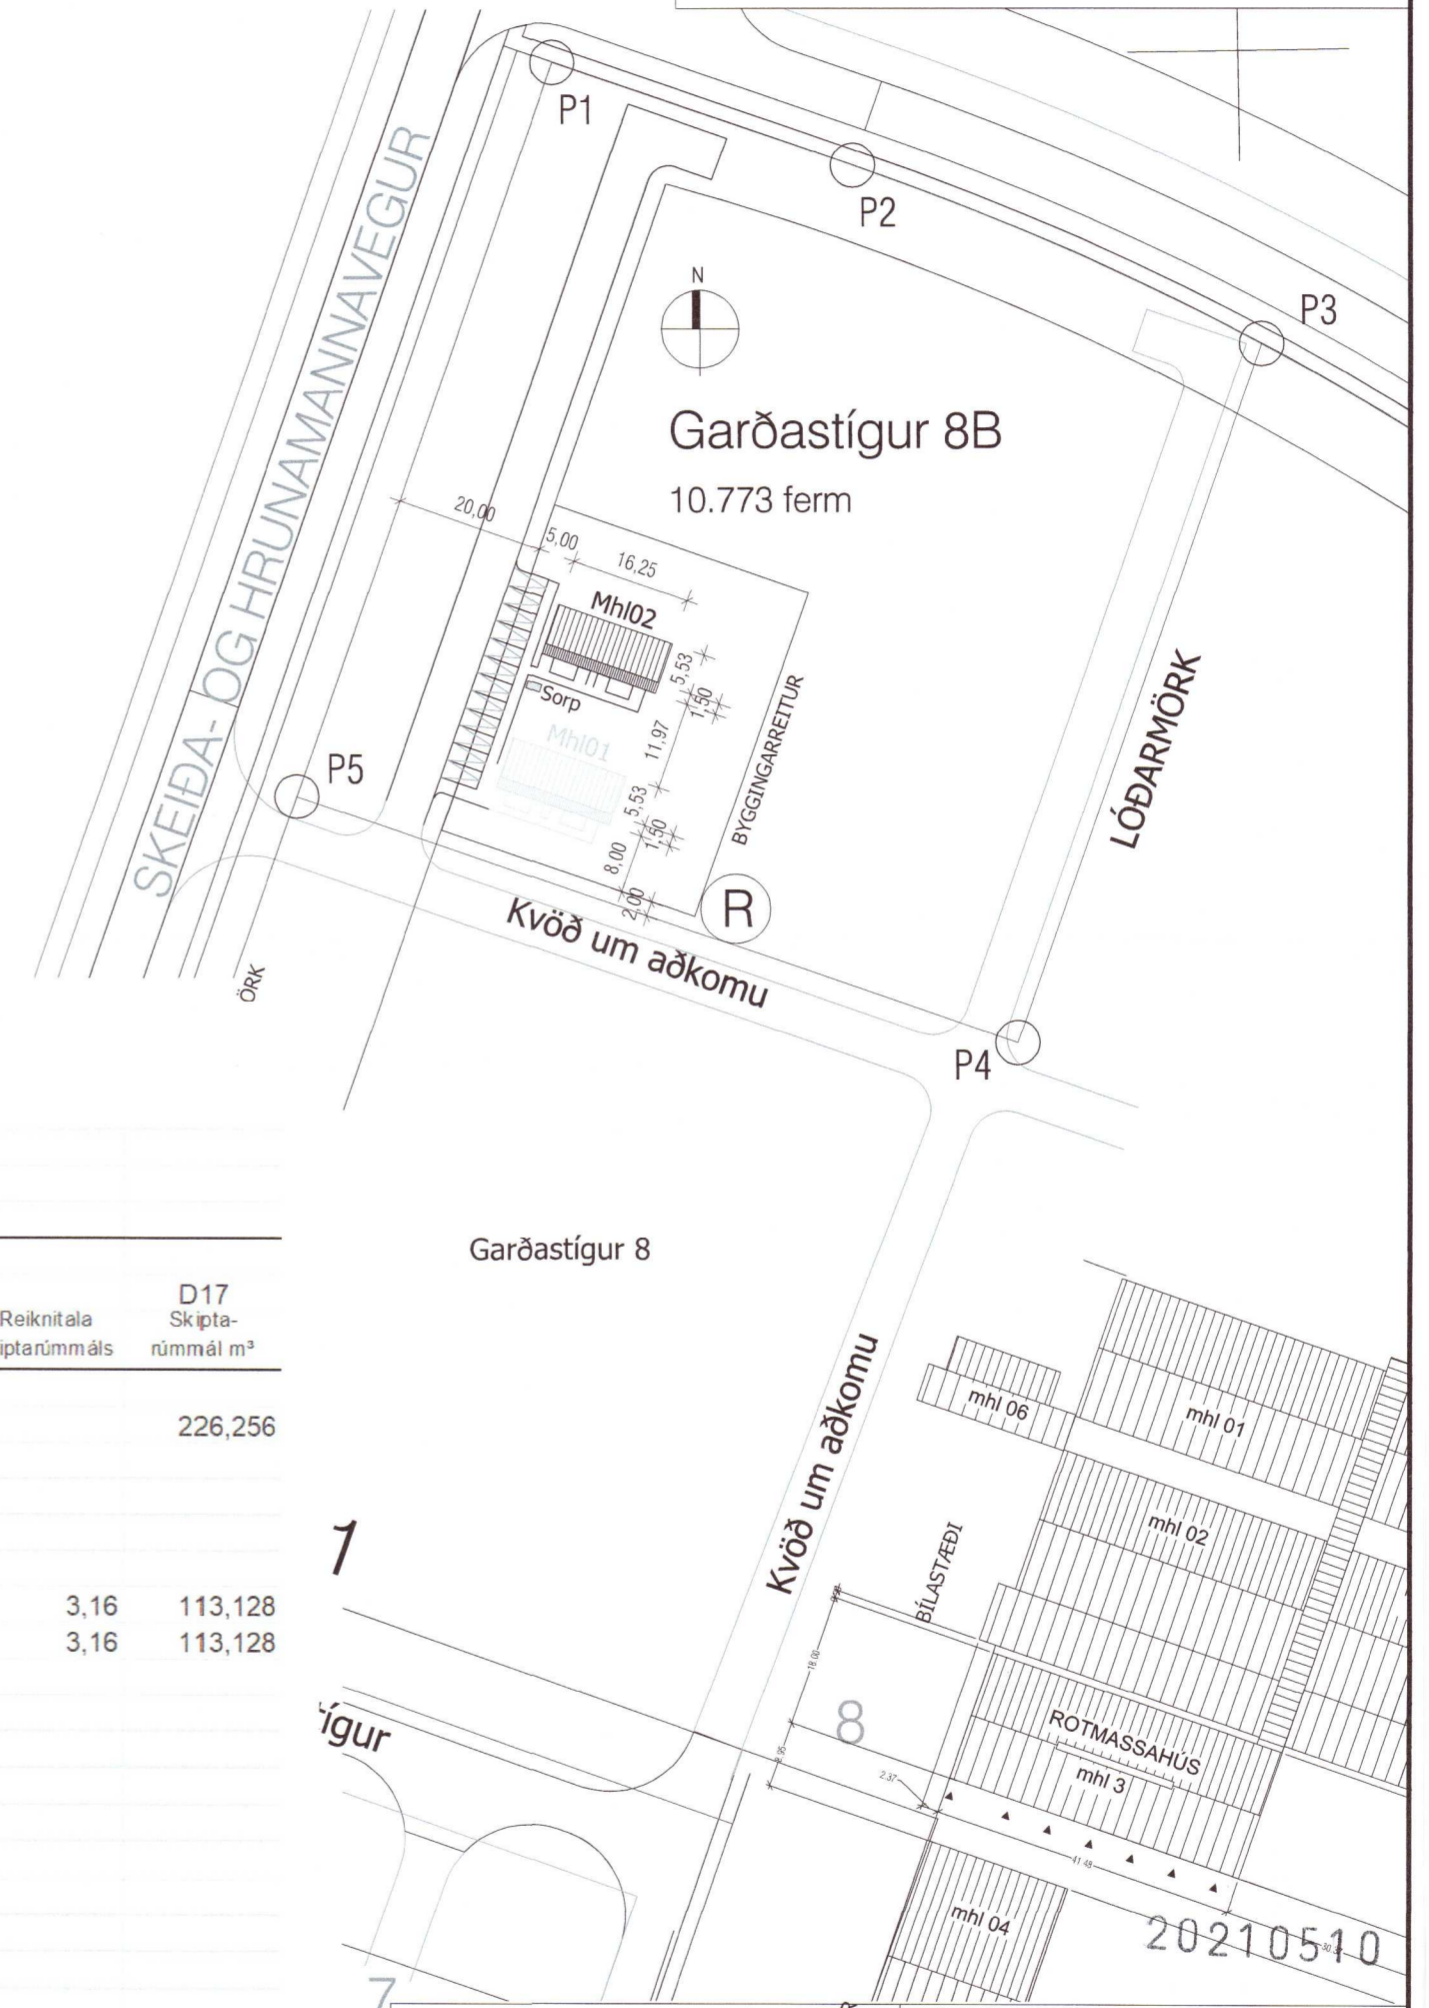 P1
P2
P3
N
SKEIÐA- OG HRUNAMANNAVEGUR
Garðastígur 8B
10.773 ferm
20,00
5,00
16,25
Mhl02
5,53
1,50
Sorp
Mhl01
11,97
BYGGINGARREITUR
LÓÐARMÖRK
P5
5,53
1,50
8,00
2,00
R
Kvöð um aðkomu
ÖRK
P4
Garðastígur 8
D17
Reiknitala
Skipta-
iptarúmmáls
rúmmál m³
226,256
3,16
113,128
3,16
113,128
1
Kvöð um aðkomu
mhl 06
mhl 01
mhl 02
BÍLASTÆÐI
18.00
8
ROTMASSAHÚS
mhl 3
2.37
41.48
ígur
mhl 04
20210510
7